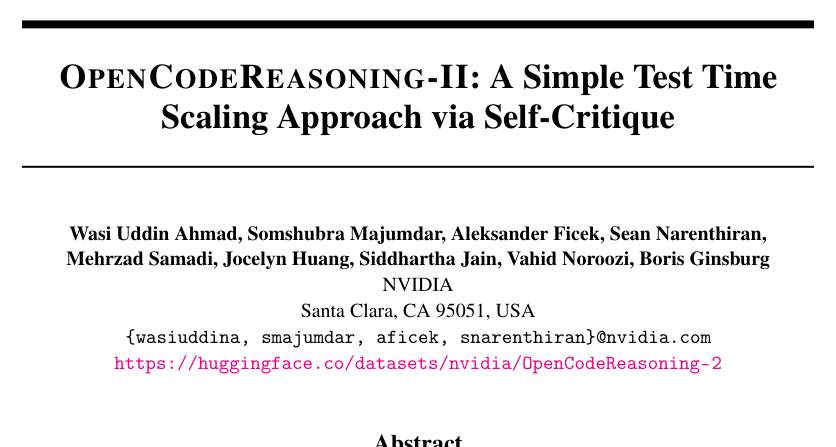 OPENCODEREASONING-II: A Simple Test Time
Scaling Approach via Self-Critique
Wasi Uddin Ahmad, Somshubra Majumdar, Aleksander Ficek, Sean Narenthiran,
Mehrzad Samadi, Jocelyn Huang, Siddhartha Jain, Vahid Noroozi, Boris Ginsburg
NVIDIA
Santa Clara, CA 95051, USA
{wasiuddina, smajumdar, aficek, snarenthiran}@nvidia.com
https://huggingface.co/datasets/nvidia/OpenCodeReasoning-2
Abstract